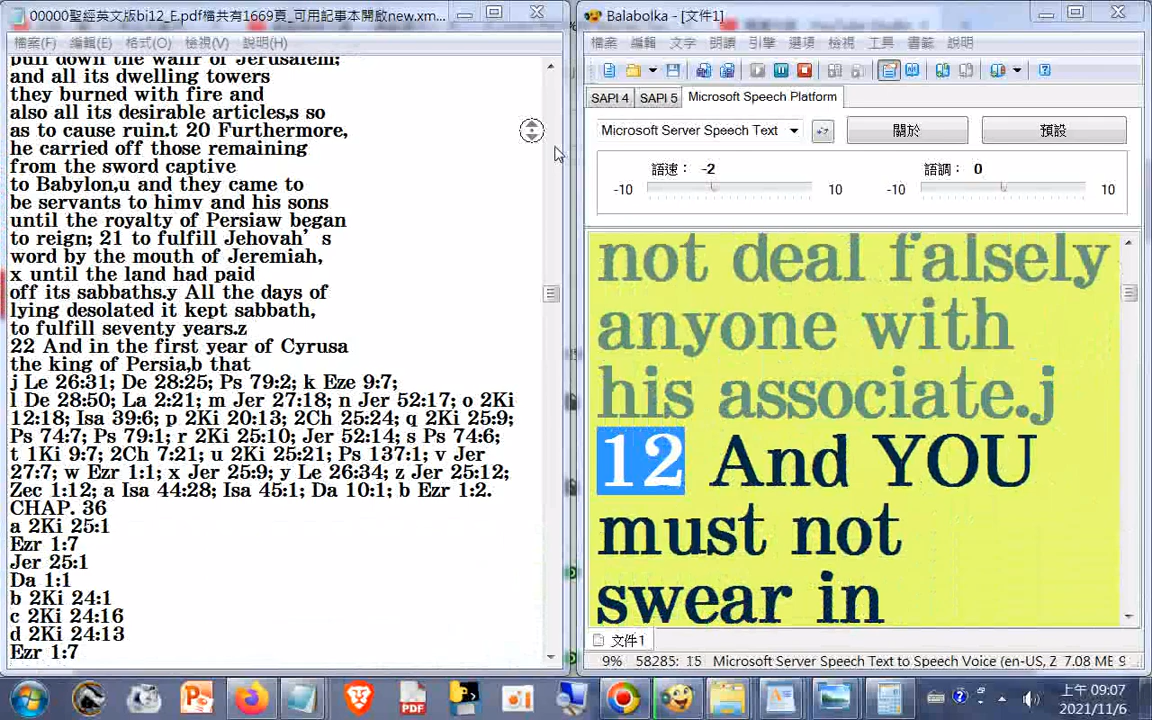 00000聖經英文版bi12_E.pdf檔共有1669頁_可用記事本開啟new.xm...
檔案(F) 編輯(E) 格式(O) 檢視(V) 說明(H)
pull down the wallr of Jerusalem;
and all its dwelling towers
they burned with fire and
also all its desirable articles,s so
as to cause ruin.t 20 Furthermore,
he carried off those remaining
from the sword captive
to Babylon,u and they came to
be servants to himv and his sons
until the royalty of Persiaw began
to reign; 21 to fulfill Jehovah’s
word by the mouth of Jeremiah,
x until the land had paid
off its sabbaths.y All the days of
lying desolated it kept sabbath,
to fulfill seventy years.z
22 And in the first year of Cyrusa
the king of Persia,b that
j Le 26:31; De 28:25; Ps 79:2; k Eze 9:7;
l De 28:50; La 2:21; m Jer 27:18; n Jer 52:17; o 2Ki
12:18; Isa 39:6; p 2Ki 20:13; 2Ch 25:24; q 2Ki 25:9;
Ps 74:7; Ps 79:1; r 2Ki 25:10; Jer 52:14; s Ps 74:6;
t 1Ki 9:7; 2Ch 7:21; u 2Ki 25:21; Ps 137:1; v Jer
27:7; w Ezr 1:1; x Jer 25:9; y Le 26:34; z Jer 25:12;
Zec 1:12; a Isa 44:28; Isa 45:1; Da 10:1; b Ezr 1:2.
CHAP. 36
a 2Ki 25:1
Ezr 1:7
Jer 25:1
Da 1:1
b 2Ki 24:1
c 2Ki 24:16
d 2Ki 24:13
Ezr 1:7
Balabolka - [文件1]
檔案 編輯 文字 朗讀 引擎 選項 檢視 工具 書籤 說明
SAPI 4 SAPI 5 Microsoft Speech Platform
Microsoft Server Speech Text 關於 預設
語速: -2 語調: 0
-10 10 -10 10
not deal falsely
anyone with
his associate.j
12 And YOU
must not
swear in
文件1
9% 58285: 15 Microsoft Server Speech Text to Speech Voice (en-US, Z 7.08 MB 9
上午 09:07
2021/11/6